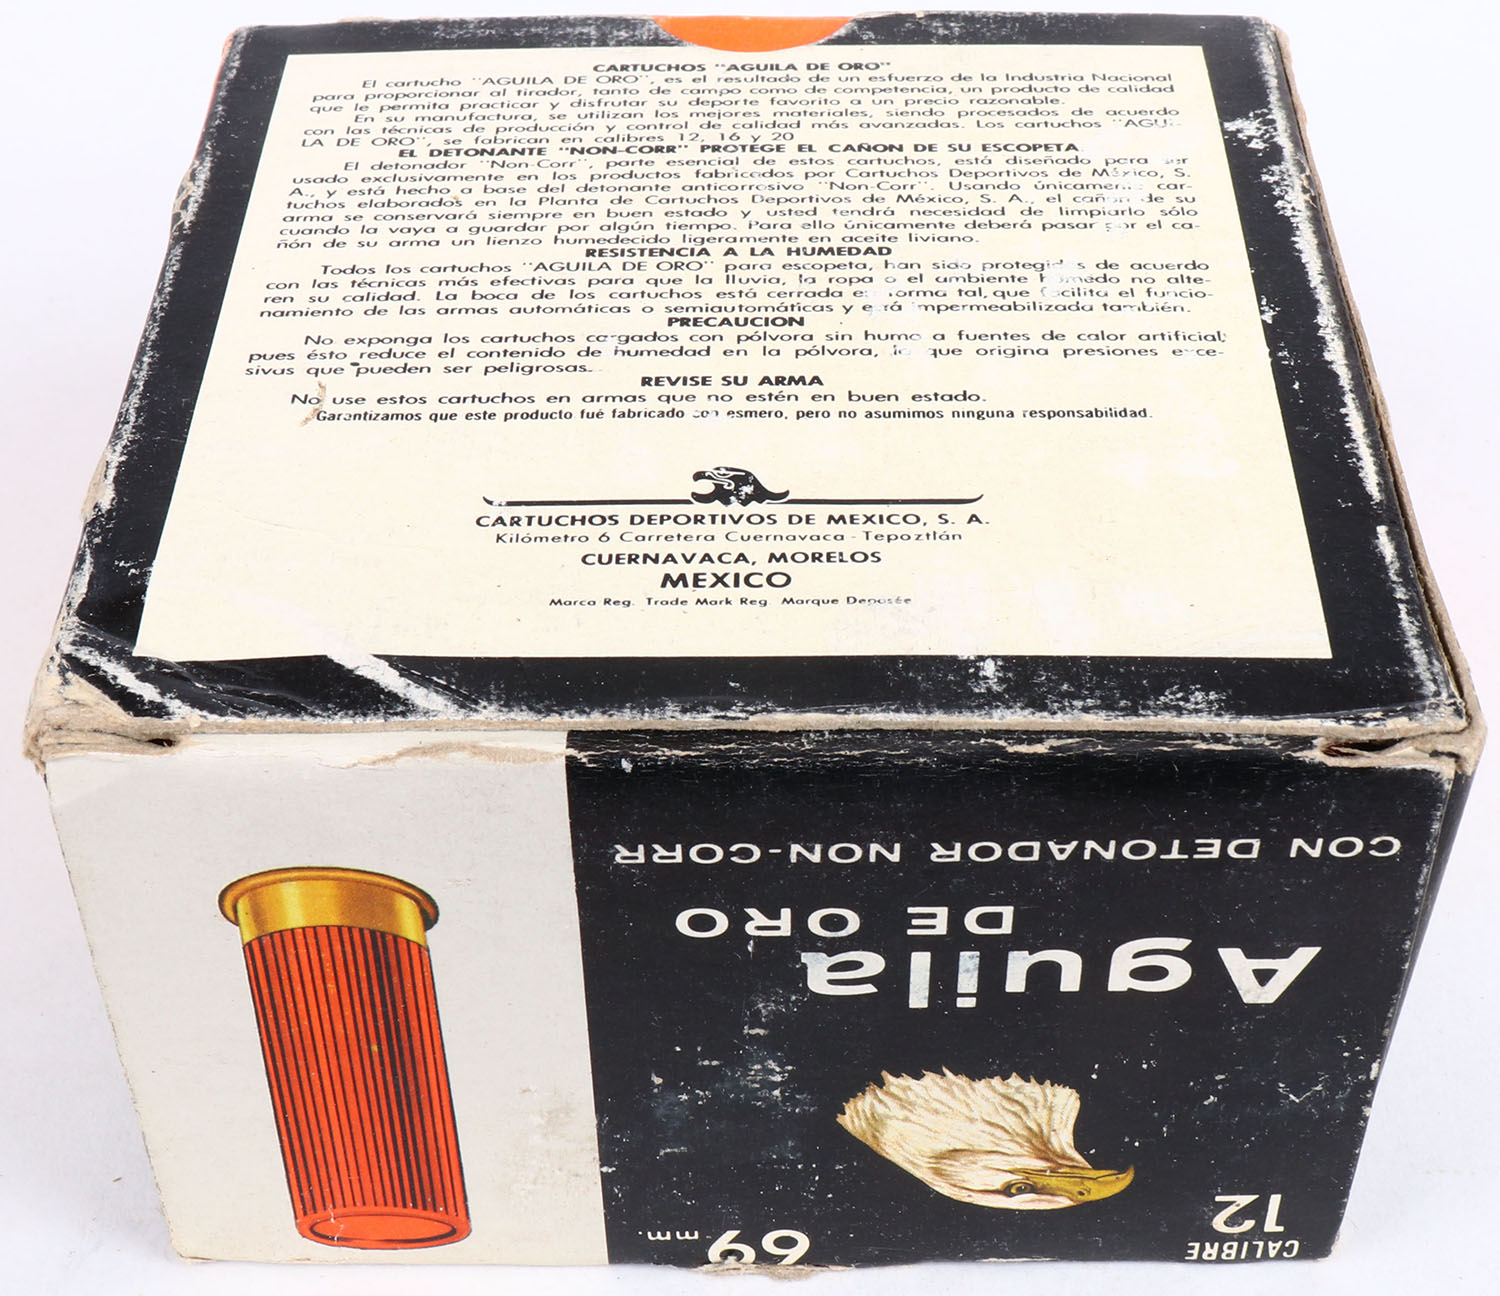 CARTUCHOS "AGUILA DE ORO"
El cartucho "AGUILA DE ORO", es el resultado de un esfuerzo de la Industria Nacional
para proporcionar al tirador, tanto de campo como de competencia, un producto de calidad
que le permita practicar y disfrutar su deporte favorito a un precio razonable.
En su manufactura, se utilizan los mejores materiales, siendo procesados de acuerdo
con las técnicas de producción y control de calidad más avanzadas. Los cartuchos "AGUI-
LA DE ORO", se fabrican en calibres 12, 16 y 20
EL DETONANTE "NON-CORR" PROTEGE EL CAÑON DE SU ESCOPETA
El detonador "Non-Corr", parte esencial de estos cartuchos, está diseñado para ser
usado exclusivamente en los productos fabricados por Cartuchos Deportivos de México, S.
A., y está hecho a base del detonante anticorrosivo "Non-Corr". Usando únicamente car-
tuchos elaborados en la Planta de Cartuchos Deportivos de México, S. A., el cañón de su
arma se conservará siempre en buen estado y usted tendrá necesidad de limpiarlo sólo
cuando la vaya a guardar por algún tiempo. Para ello únicamente deberá pasar por el ca-
ñón de su arma un lienzo humedecido ligeramente en aceite liviano.
RESISTENCIA A LA HUMEDAD
Todos los cartuchos "AGUILA DE ORO" para escopeta, han sido protegidos de acuerdo
con las técnicas más efectivas para que la lluvia, la ropa o el ambiente húmedo no alte-
ren su calidad. La boca de los cartuchos está cerrada en forma tal, que facilita el funcio-
namiento de las armas automáticas o semiautomáticas y está impermeabilizada también.
PRECAUCION
No exponga los cartuchos cargados con pólvora sin humo a fuentes de calor artificial;
pues ésto reduce el contenido de humedad en la pólvora, lo que origina presiones exce-
sivas que pueden ser peligrosas.
REVISE SU ARMA
No use estos cartuchos en armas que no estén en buen estado.
Garantizamos que este producto fué fabricado con esmero, pero no asumimos ninguna responsabilidad.
CARTUCHOS DEPORTIVOS DE MEXICO, S. A.
Kilómetro 6 Carretera Cuernavaca - Tepoztlán
CUERNAVACA, MORELOS
MEXICO
Marca Reg. Trade Mark Reg. Marque Deposée
CALIBRE
12
69 mm.
Aguila
DE ORO
CON DETONADOR NON-CORR